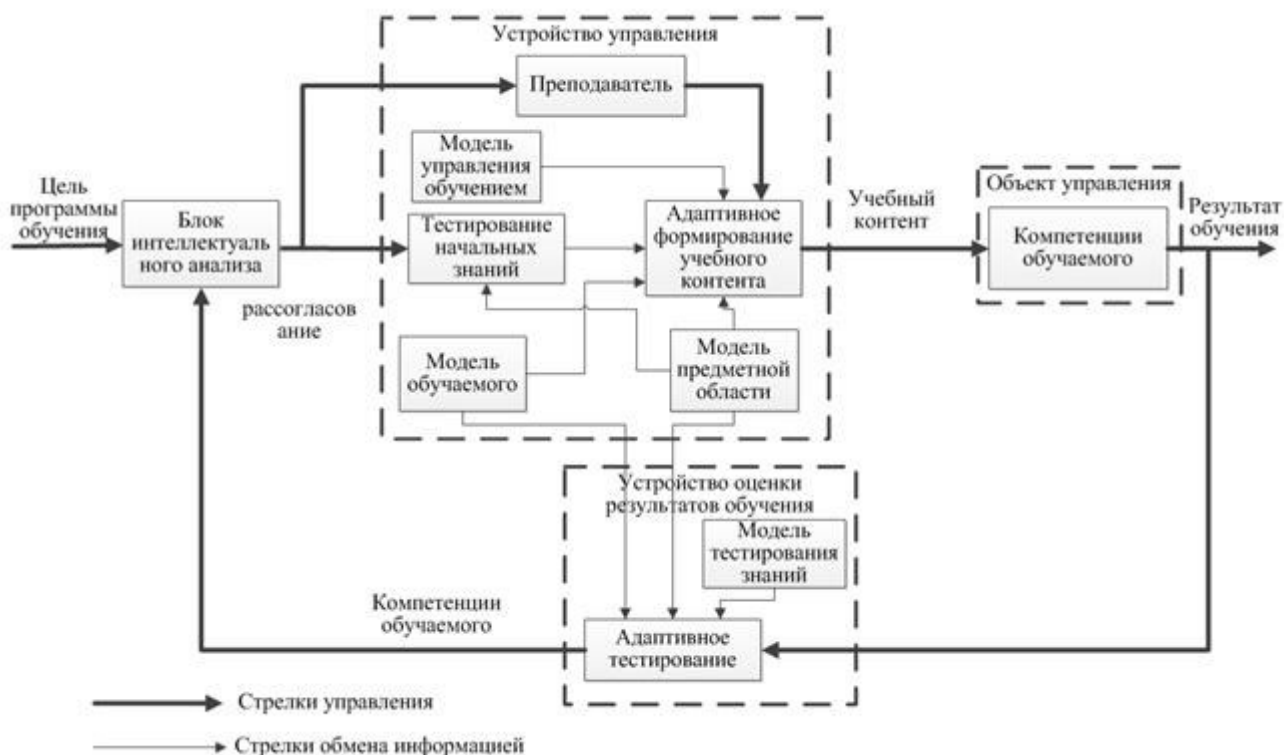 Устройство управления
Преподаватель
Модель
управления
обучением
Цель
программы
обучения
Блок
интеллектуаль
ного анализа
рассогласов
ание
Тестирование
начальных
знаний
Адаптивное
формирование
учебного
контента
Учебный
контент
Объект управления
Компетенции
обучаемого
Результат
обучения
Модель
обучаемого
Модель
предметной
области
Устройство оценки
результатов обучения
Модель
тестирования
знаний
Компетенции
обучаемого
Адаптивное
тестирование
Стрелки управления
Стрелки обмена информацией